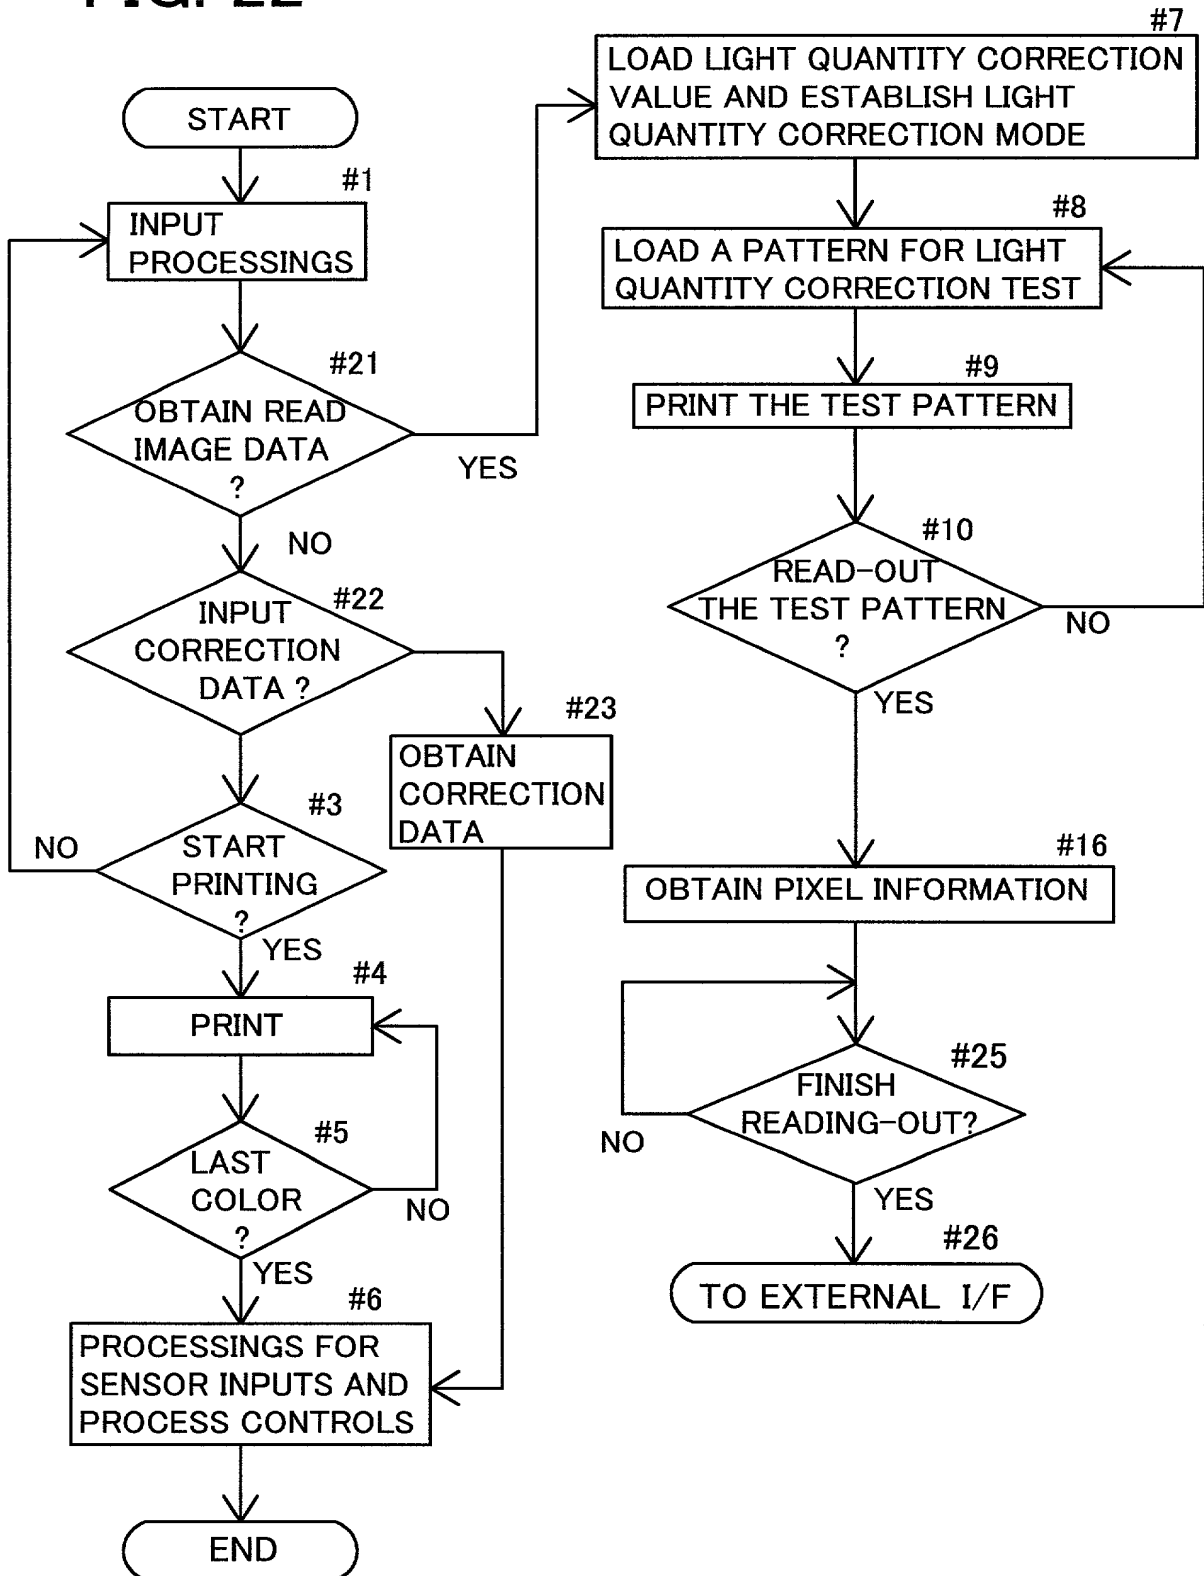 FIG. 22
START
#1
INPUT
PROCESSINGS
#21
OBTAIN READ
IMAGE DATA
?
YES
NO
#22
INPUT
CORRECTION
DATA ?
#23
OBTAIN
CORRECTION
DATA
#3
START
PRINTING
?
NO
YES
#4
PRINT
#5
LAST
COLOR
?
NO
YES
#6
PROCESSINGS FOR
SENSOR INPUTS AND
PROCESS CONTROLS
END
#7
LOAD LIGHT QUANTITY CORRECTION
VALUE AND ESTABLISH LIGHT
QUANTITY CORRECTION MODE
#8
LOAD A PATTERN FOR LIGHT
QUANTITY CORRECTION TEST
#9
PRINT THE TEST PATTERN
#10
READ-OUT
THE TEST PATTERN
?
NO
YES
#16
OBTAIN PIXEL INFORMATION
#25
FINISH
READING-OUT?
NO
YES
#26
TO EXTERNAL I/F